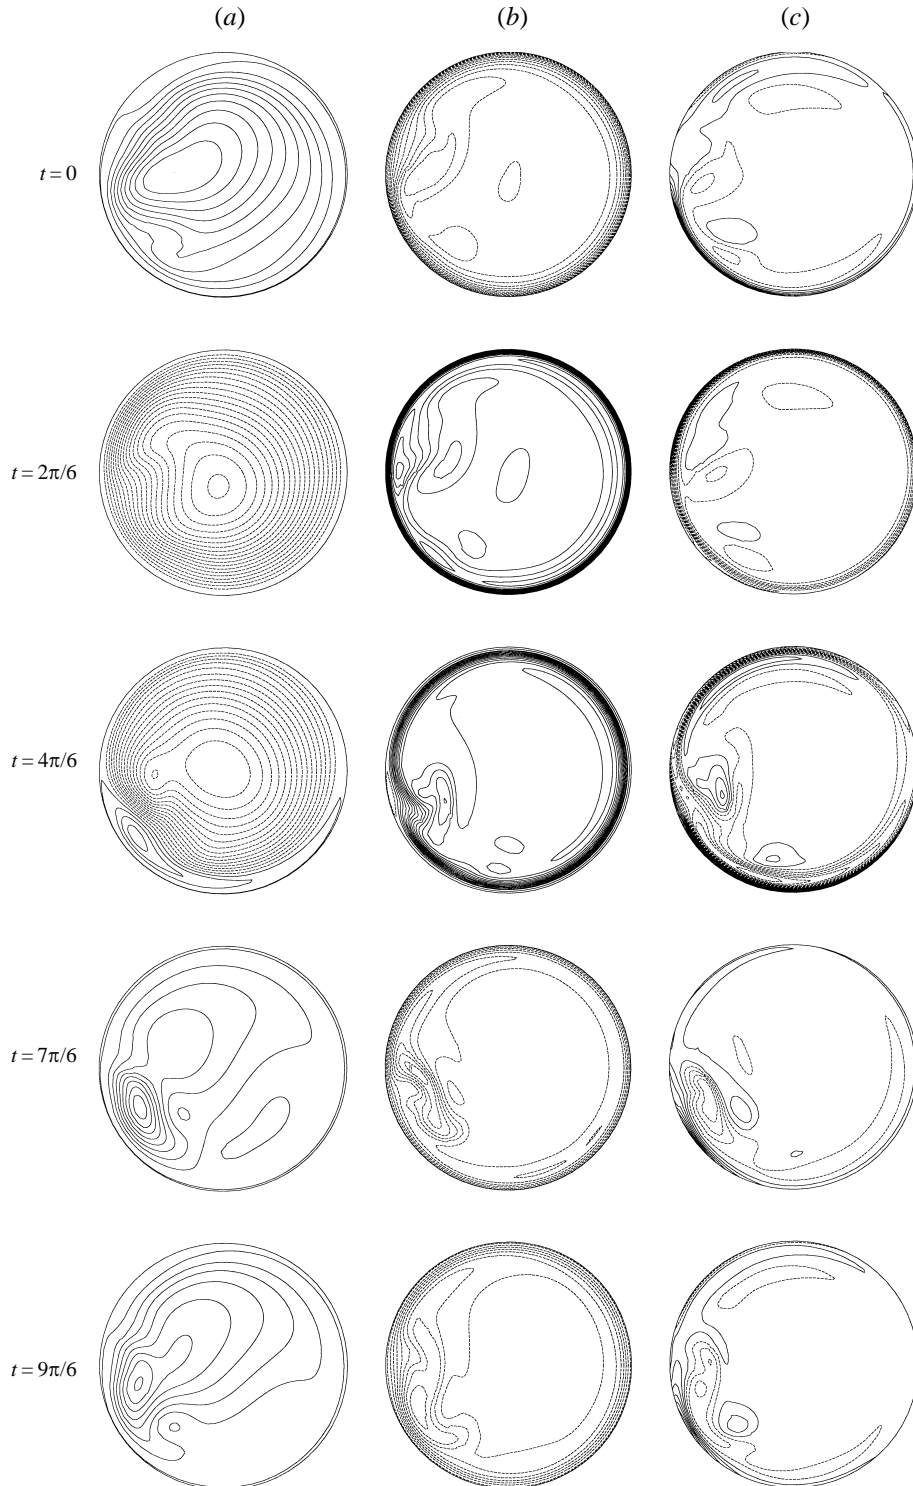 (a) (b) (c)
t = 0
t = 2π/6
t = 4π/6
t = 7π/6
t = 9π/6